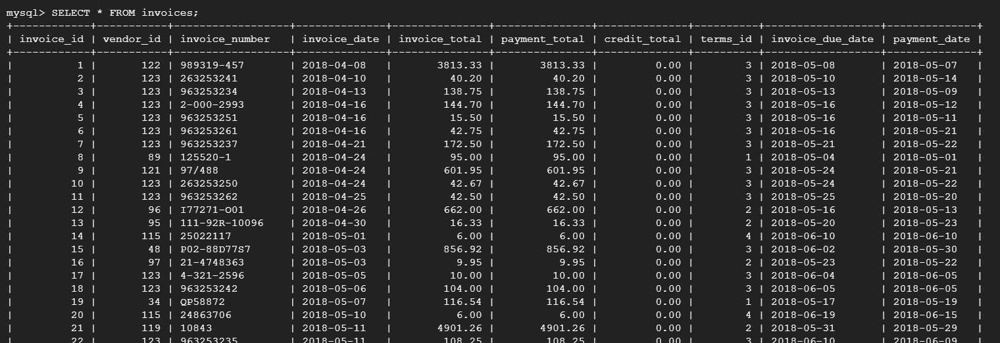 mysql> SELECT * FROM invoices;
+------------+-----------+-----------------+--------------+---------------+---------------+--------------+----------+------------------+--------------+
| invoice_id | vendor_id | invoice_number  | invoice_date | invoice_total | payment_total | credit_total | terms_id | invoice_due_date | payment_date |
+------------+-----------+-----------------+--------------+---------------+---------------+--------------+----------+------------------+--------------+
| 1 | 122 | 989319-457 | 2018-04-08 | 3813.33 | 3813.33 | 0.00 | 3 | 2018-05-08 | 2018-05-07 |
| 2 | 123 | 263253241 | 2018-04-10 | 40.20 | 40.20 | 0.00 | 3 | 2018-05-10 | 2018-05-14 |
| 3 | 123 | 963253234 | 2018-04-13 | 138.75 | 138.75 | 0.00 | 3 | 2018-05-13 | 2018-05-09 |
| 4 | 123 | 2-000-2993 | 2018-04-16 | 144.70 | 144.70 | 0.00 | 3 | 2018-05-16 | 2018-05-12 |
| 5 | 123 | 963253251 | 2018-04-16 | 15.50 | 15.50 | 0.00 | 3 | 2018-05-16 | 2018-05-11 |
| 6 | 123 | 963253261 | 2018-04-16 | 42.75 | 42.75 | 0.00 | 3 | 2018-05-16 | 2018-05-21 |
| 7 | 123 | 963253237 | 2018-04-21 | 172.50 | 172.50 | 0.00 | 3 | 2018-05-21 | 2018-05-22 |
| 8 | 89 | 125520-1 | 2018-04-24 | 95.00 | 95.00 | 0.00 | 1 | 2018-05-04 | 2018-05-01 |
| 9 | 121 | 97/488 | 2018-04-24 | 601.95 | 601.95 | 0.00 | 3 | 2018-05-24 | 2018-05-21 |
| 10 | 123 | 263253250 | 2018-04-24 | 42.67 | 42.67 | 0.00 | 3 | 2018-05-24 | 2018-05-22 |
| 11 | 123 | 963253262 | 2018-04-25 | 42.50 | 42.50 | 0.00 | 3 | 2018-05-25 | 2018-05-20 |
| 12 | 96 | I77271-O01 | 2018-04-26 | 662.00 | 662.00 | 0.00 | 2 | 2018-05-16 | 2018-05-13 |
| 13 | 95 | 111-92R-10096 | 2018-04-30 | 16.33 | 16.33 | 0.00 | 2 | 2018-05-20 | 2018-05-23 |
| 14 | 115 | 25022117 | 2018-05-01 | 6.00 | 6.00 | 0.00 | 4 | 2018-06-10 | 2018-06-10 |
| 15 | 48 | P02-88D77S7 | 2018-05-03 | 856.92 | 856.92 | 0.00 | 3 | 2018-06-02 | 2018-05-30 |
| 16 | 97 | 21-4748363 | 2018-05-03 | 9.95 | 9.95 | 0.00 | 2 | 2018-05-23 | 2018-05-22 |
| 17 | 123 | 4-321-2596 | 2018-05-05 | 10.00 | 10.00 | 0.00 | 3 | 2018-06-04 | 2018-06-05 |
| 18 | 123 | 963253242 | 2018-05-06 | 104.00 | 104.00 | 0.00 | 3 | 2018-06-05 | 2018-06-05 |
| 19 | 34 | QP58872 | 2018-05-07 | 116.54 | 116.54 | 0.00 | 1 | 2018-05-17 | 2018-05-19 |
| 20 | 115 | 24863706 | 2018-05-10 | 6.00 | 6.00 | 0.00 | 4 | 2018-06-19 | 2018-06-15 |
| 21 | 119 | 10843 | 2018-05-11 | 4901.26 | 4901.26 | 0.00 | 2 | 2018-05-31 | 2018-05-29 |
| 22 | 123 | 963253235 | 2018-05-11 | 108.25 | 108.25 | 0.00 | 3 | 2018-06-10 | 2018-06-09 |